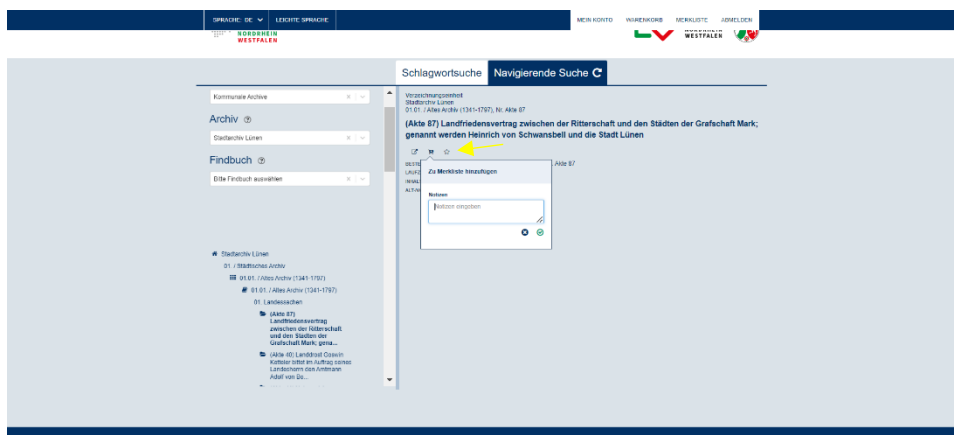 SPRACHE: DE LEICHTE SPRACHE
MEIN KONTO WARENKORB MERKLISTE ABMELDEN
NORDRHEIN
WESTFALEN
WESTFALEN
Schlagwortsuche Navigierende Suche
Kommunale Archive
Archiv
Stadtarchiv Lünen
Findbuch
Bitte Findbuch auswählen
Stadtarchiv Lünen
01. / Städtisches Archiv
01.01. / Altes Archiv (1341-1797)
01.01. / Altes Archiv (1341-1797)
01. Landessachen
(Akte 87)
Landfriedensvertrag
zwischen der Ritterschaft
und den Städten der
Grafschaft Mark; gena...
(Akte 40) Landdrost Goswin
Ketteler bittet im Auftrag seines
Landesherrn den Amtmann
Adolf von Bo...
Verzeichnungseinheit
Stadtarchiv Lünen
01.01. / Altes Archiv (1341-1797), Nr. Akte 87
(Akte 87) Landfriedensvertrag zwischen der Ritterschaft und den Städten der Grafschaft Mark;
genannt werden Heinrich von Schwansbell und die Stadt Lünen
Akte 87
Zu Merkliste hinzufügen
Notizen
Notizen eingeben